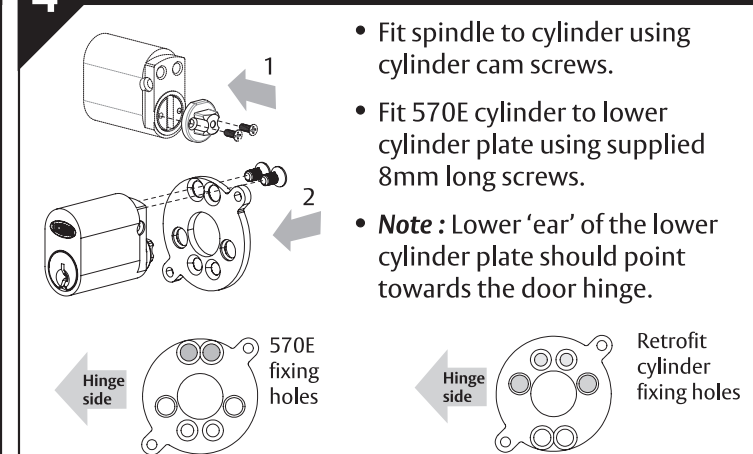 4
• Fit spindle to cylinder using
cylinder cam screws.
• Fit 570E cylinder to lower
cylinder plate using supplied
8mm long screws.
• Note : Lower ‘ear’ of the lower
cylinder plate should point
towards the door hinge.
1
2
Hinge
side
570E
fixing
holes
Hinge
side
Retrofit
cylinder
fixing holes